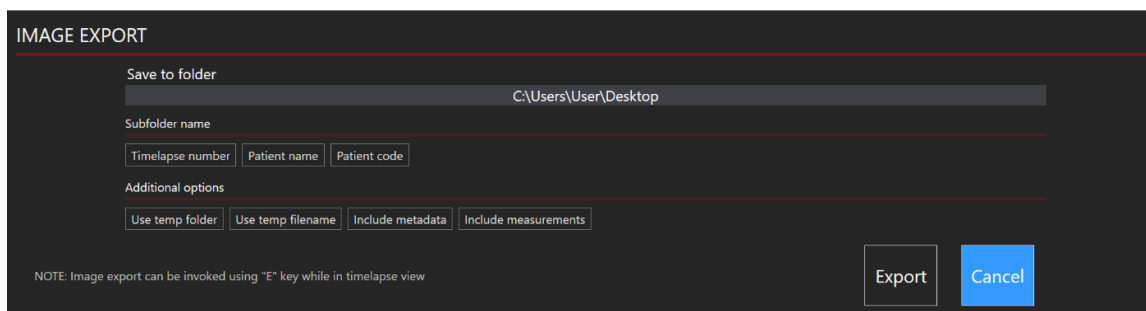 IMAGE EXPORT
Save to folder
C:\Users\User\Desktop
Subfolder name
Timelapse number Patient name Patient code
Additional options
Use temp folder Use temp filename Include metadata Include measurements
NOTE: Image export can be invoked using "E" key while in timelapse view
Export Cancel